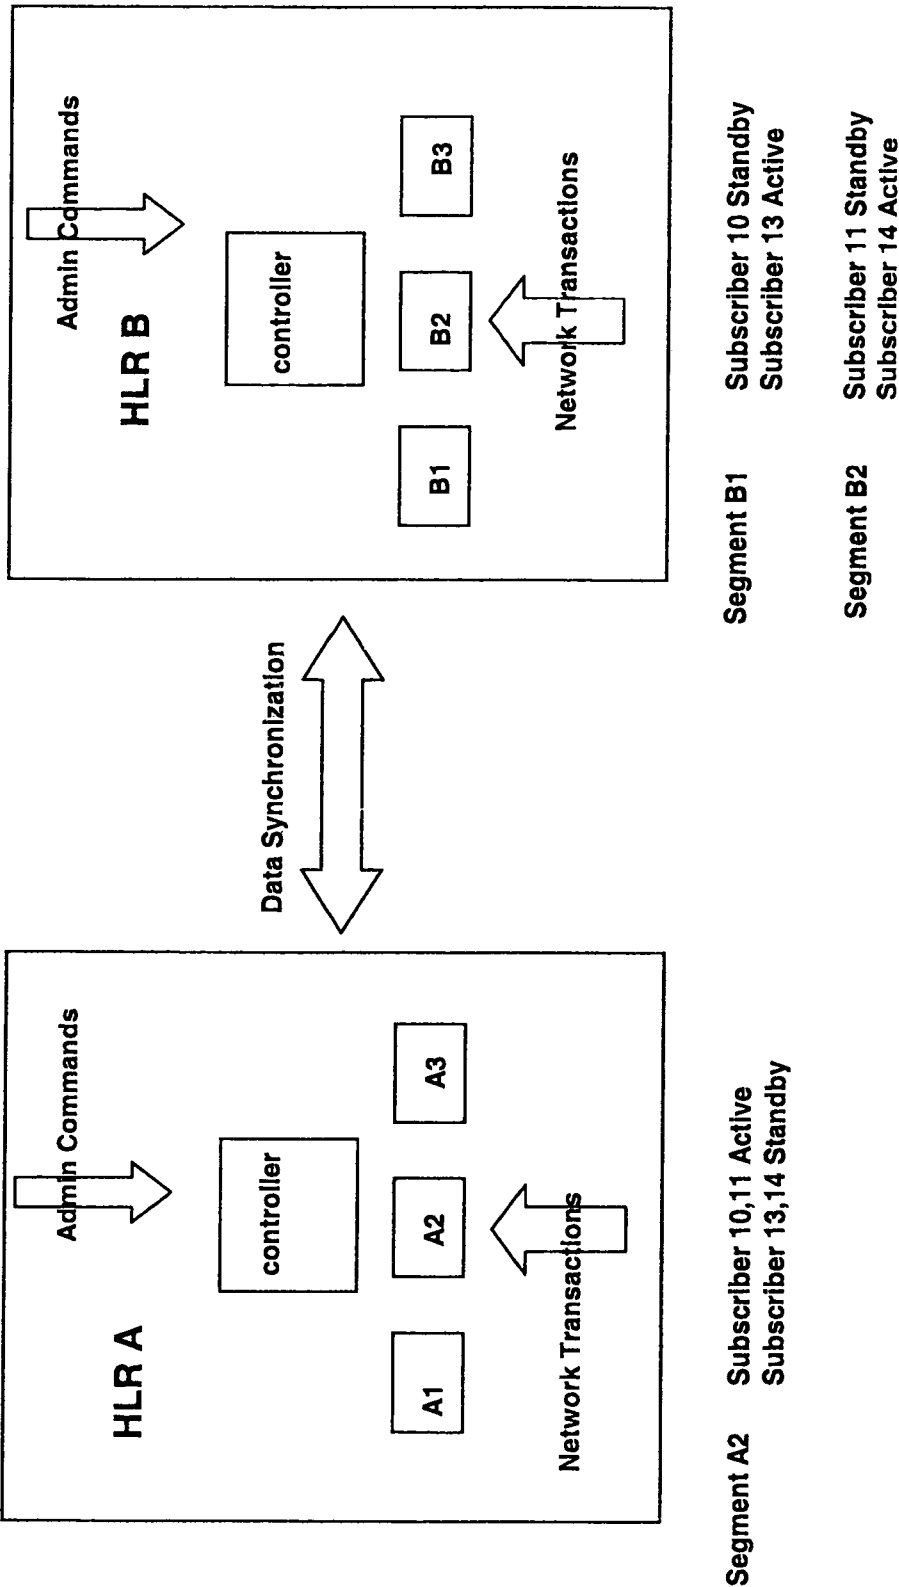 HLR A
Admin Commands
controller
A1
A2
A3
Network Transactions
Segment A2
Subscriber 10,11 Active
Subscriber 13,14 Standby
Data Synchronization
HLR B
Admin Commands
controller
B1
B2
B3
Network Transactions
Segment B1
Subscriber 10 Standby
Subscriber 13 Active
Segment B2
Subscriber 11 Standby
Subscriber 14 Active